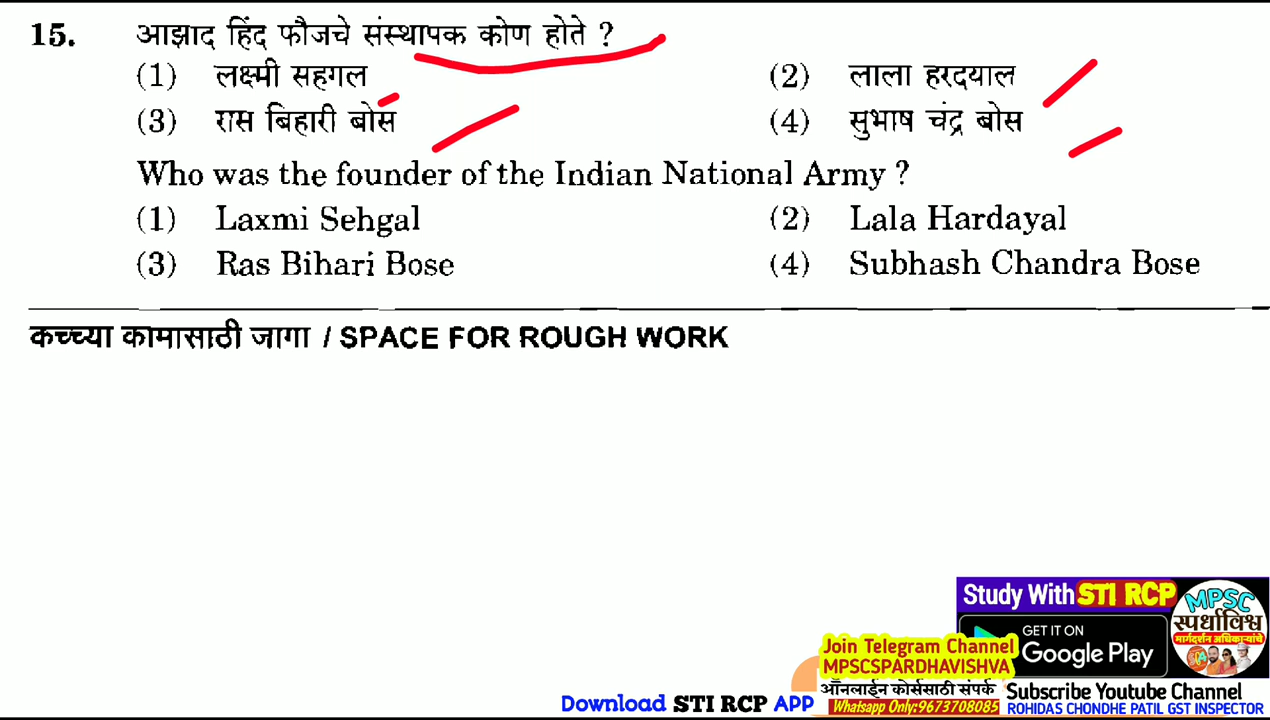 15. आझाद हिंद फौजचे संस्थापक कोण होते ?
(1) लक्ष्मी सहगल (2) लाला हरदयाल
(3) रास बिहारी बोस (4) सुभाष चंद्र बोस
Who was the founder of the Indian National Army ?
(1) Laxmi Sehgal (2) Lala Hardayal
(3) Ras Bihari Bose (4) Subhash Chandra Bose
कच्च्या कामासाठी जागा / SPACE FOR ROUGH WORK
Study With STI RCP
MPSC
स्पर्धाविश्व
मार्गदर्शन अधिकाऱ्यांचे
GET IT ON
Google Play
Join Telegram Channel
MPSCSPARDHAVISHVA
ऑनलाईन कोर्ससाठी संपर्क
Whatsapp Only:9673708085
Subscribe Youtube Channel
ROHIDAS CHONDHE PATIL GST INSPECTOR
Download STI RCP APP